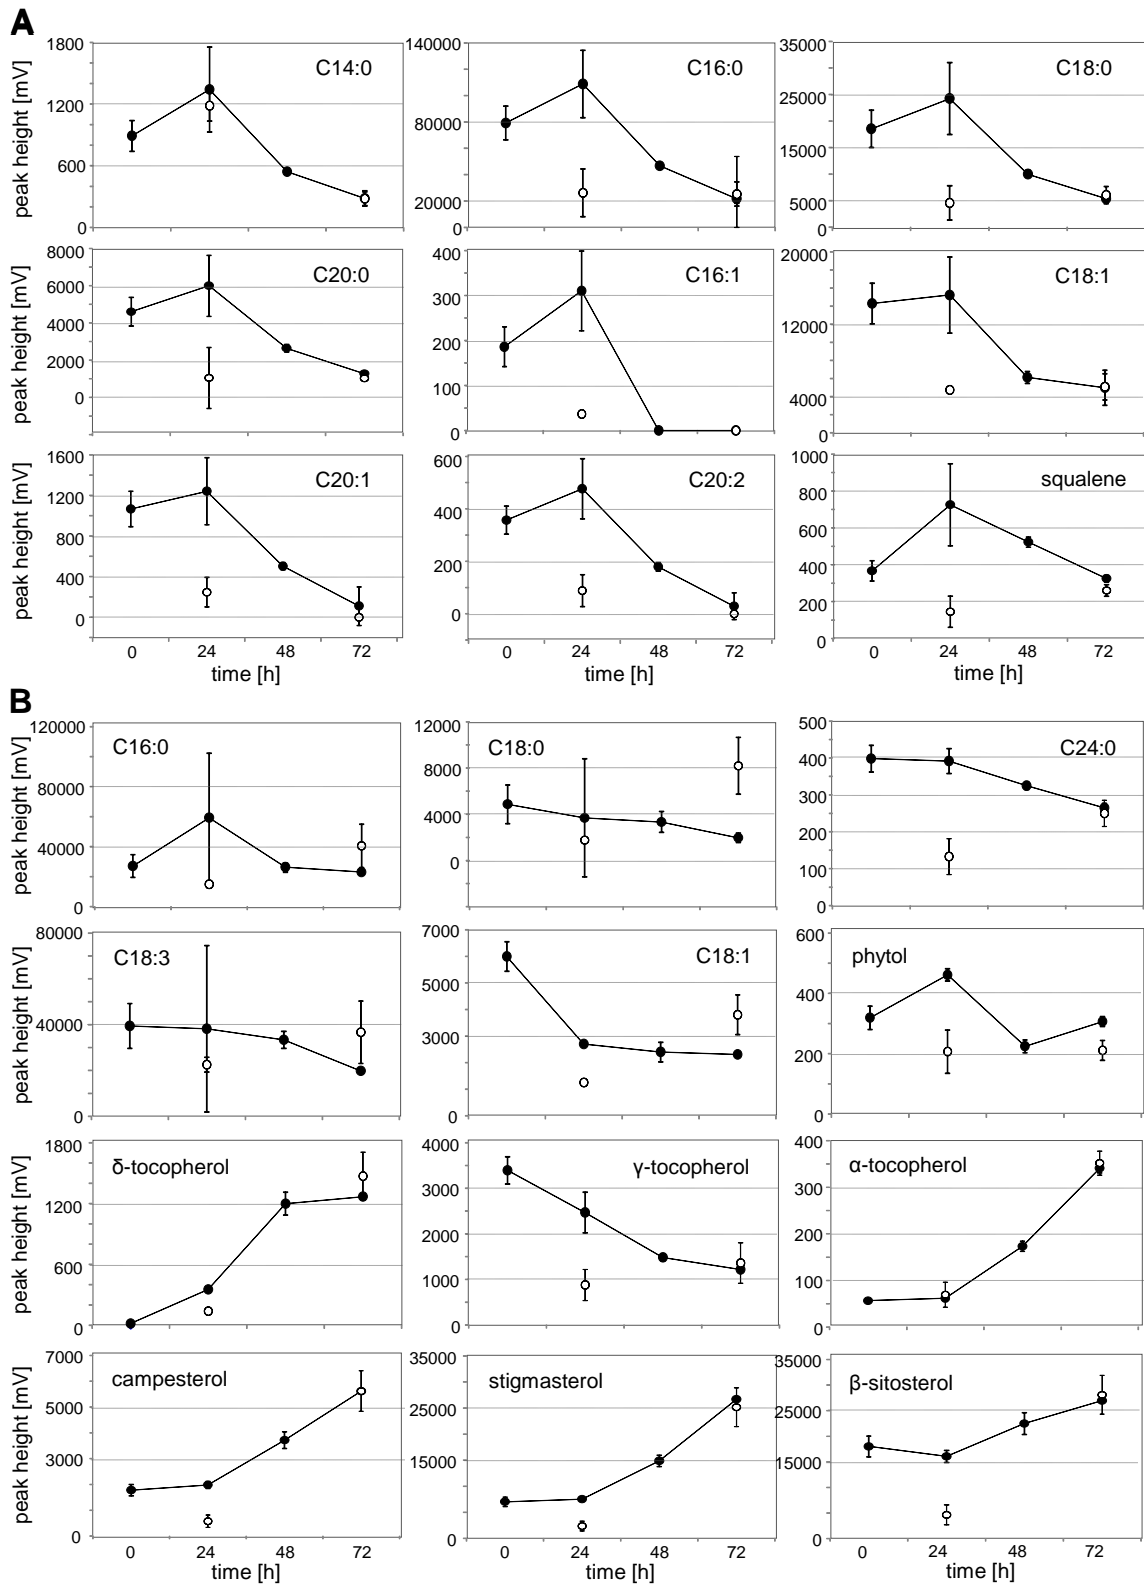 A
1800
1200
600
0
peak height [mV]
C14:0
140000
80000
20000
0
C16:0
35000
25000
15000
5000
0
C18:0
8000
6000
4000
2000
0
peak height [mV]
C20:0
400
300
200
100
0
C16:1
20000
12000
4000
0
C18:1
1600
1200
800
400
0
peak height [mV]
C20:1
0 24 48 72
time [h]
600
400
200
0
C20:2
0 24 48 72
time [h]
1000
800
600
400
200
0
squalene
0 24 48 72
time [h]
B
120000
80000
40000
0
peak height [mV]
C16:0
12000
8000
4000
0
C18:0
500
400
300
200
100
0
C24:0
80000
40000
0
peak height [mV]
C18:3
7000
5000
3000
0
C18:1
600
400
200
0
phytol
1800
1200
600
0
peak height [mV]
δ-tocopherol
4000
3000
2000
1000
0
γ-tocopherol
400
300
200
100
0
α-tocopherol
7000
5000
3000
0
peak height [mV]
campesterol
0 24 48 72
time [h]
35000
25000
15000
0
stigmasterol
0 24 48 72
time [h]
35000
25000
15000
0
β-sitosterol
0 24 48 72
time [h]